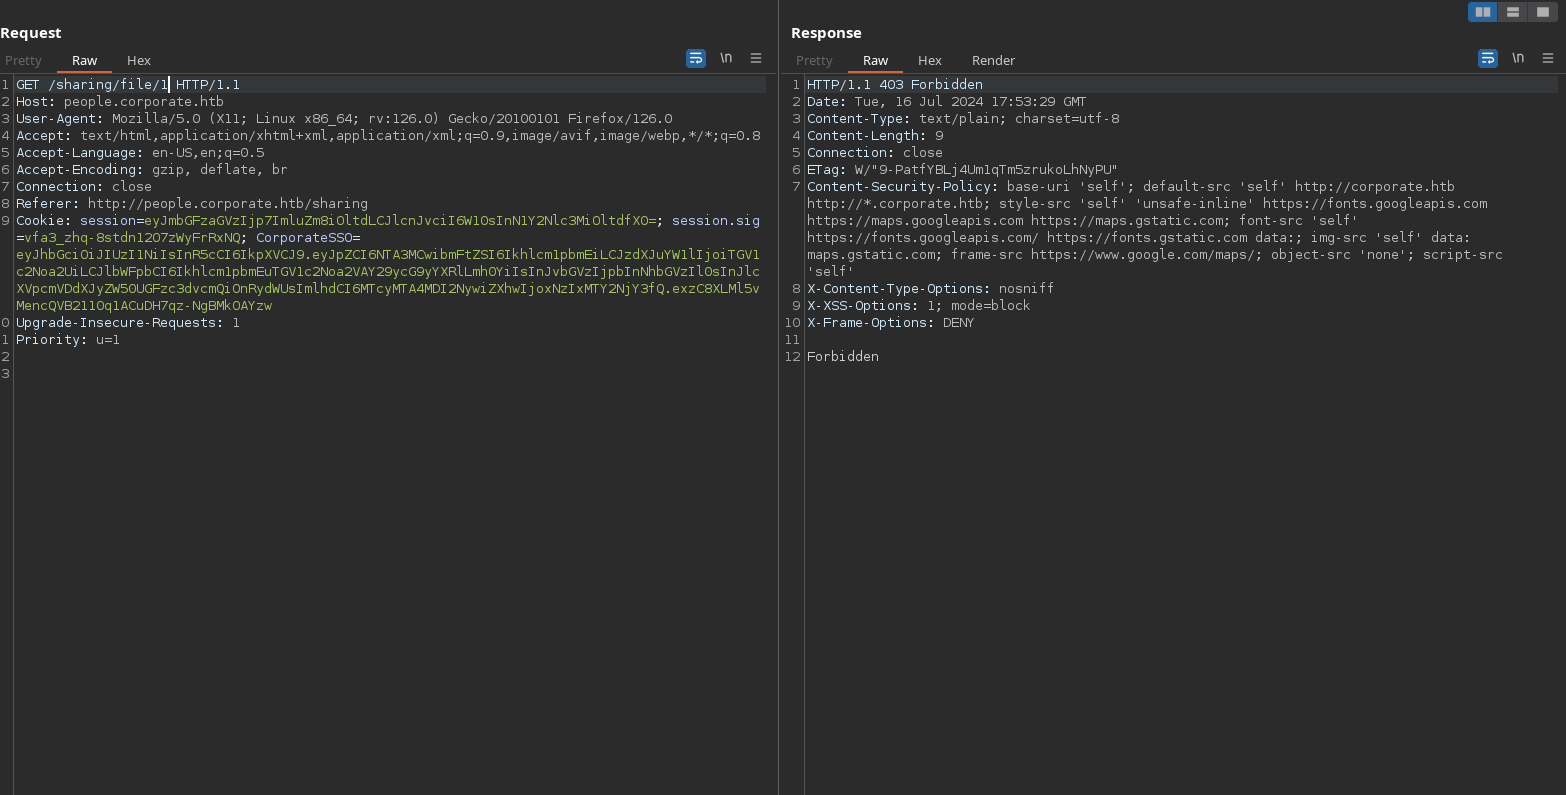 Request
Pretty Raw Hex \n
1 GET /sharing/file/1 HTTP/1.1
2 Host: people.corporate.htb
3 User-Agent: Mozilla/5.0 (X11; Linux x86_64; rv:126.0) Gecko/20100101 Firefox/126.0
4 Accept: text/html,application/xhtml+xml,application/xml;q=0.9,image/avif,image/webp,*/*;q=0.8
5 Accept-Language: en-US,en;q=0.5
6 Accept-Encoding: gzip, deflate, br
7 Connection: close
8 Referer: http://people.corporate.htb/sharing
9 Cookie: session=eyJmbGFzaGVzIjp7ImluZm8iOltdLCJlcnJvciI6W10sInN1Y2Nlc3MiOltdfX0=; session.sig
=vfa3_zhq-8stdn12O7zWyFrRxNQ; CorporateSSO=
eyJhbGciOiJIUzI1NiIsInR5cCI6IkpXVCJ9.eyJpZCI6NTA3MCwibmFtZSI6Ikhlcm1pbmEiLCJzdXJuYW1lIjoiTGV1
c2Noa2UiLCJlbWFpbCI6Ikhlcm1pbmEuTGV1c2Noa2VAY29ycG9yYXRlLmh0YiIsInJvbGVzIjpbInNhbGVzIl0sInJlc
XVpcmVDdXJyZW50UGFzc3dvcmQiOnRydWUsImlhdCI6MTcyMTA4MDI2NywiZXhwIjoxNzIxMTY2NjY3fQ.exzC8XLMl5v
MencQVB2110q1ACuDH7qz-NgBMkOAYzw
0 Upgrade-Insecure-Requests: 1
1 Priority: u=1
2
3
Response
Pretty Raw Hex Render \n
1 HTTP/1.1 403 Forbidden
2 Date: Tue, 16 Jul 2024 17:53:29 GMT
3 Content-Type: text/plain; charset=utf-8
4 Content-Length: 9
5 Connection: close
6 ETag: W/"9-PatfYBLj4Um1qTm5zrukoLhNyPU"
7 Content-Security-Policy: base-uri 'self'; default-src 'self' http://corporate.htb
http://*.corporate.htb; style-src 'self' 'unsafe-inline' https://fonts.googleapis.com
https://maps.googleapis.com https://maps.gstatic.com; font-src 'self'
https://fonts.googleapis.com/ https://fonts.gstatic.com data:; img-src 'self' data:
maps.gstatic.com; frame-src https://www.google.com/maps/; object-src 'none'; script-src
'self'
8 X-Content-Type-Options: nosniff
9 X-XSS-Options: 1; mode=block
10 X-Frame-Options: DENY
11
12 Forbidden